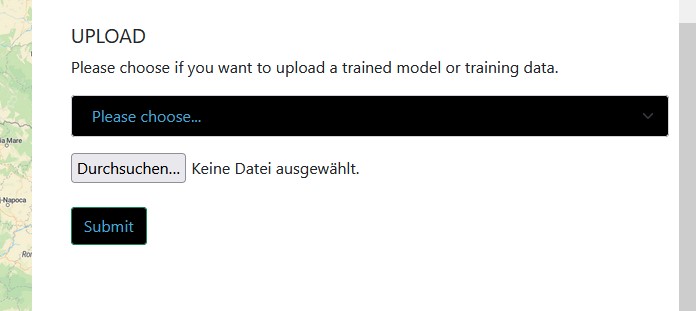 UPLOAD
Please choose if you want to upload a trained model or training data.
Please choose...
Durchsuchen... Keine Datei ausgewählt.
Submit
a Mare
-Napoca
Ron